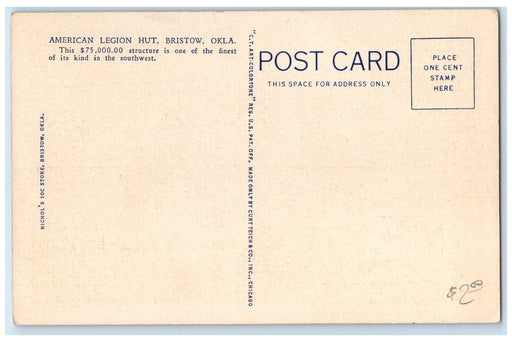 AMERICAN LEGION HUT, BRISTOW, OKLA.
This $75,000.00 structure is one of the finest
of its kind in the southwest.
NICHOL'S 10C STORE, BRISTOW, OKLA.
"C.T. ART-COLORTONE" REG. U.S. PAT. OFF. MADE ONLY BY CURT TEICH & CO., INC., CHICAGO
POST CARD
THIS SPACE FOR ADDRESS ONLY
PLACE
ONE CENT
STAMP
HERE
$2.00